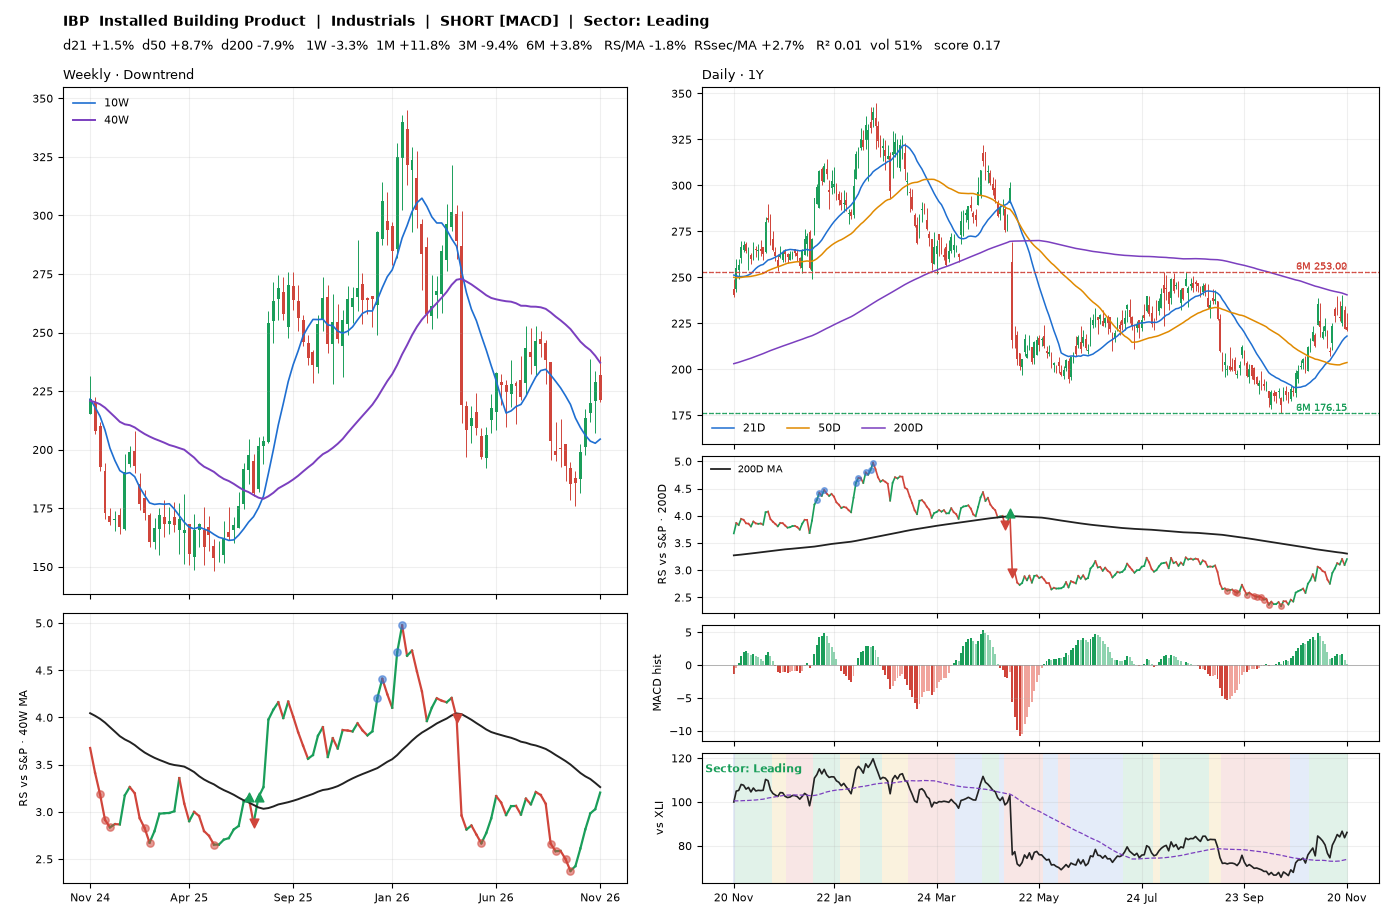 IBP Installed Building Product | Industrials | SHORT [MACD] | Sector: Leading
d21 +1.5% d50 +8.7% d200 -7.9% 1W -3.3% 1M +11.8% 3M -9.4% 6M +3.8% RS/MA -1.8% RSsec/MA +2.7% R² 0.01 vol 51% score 0.17
Weekly · Downtrend
10W
40W
350
325
300
275
250
225
200
175
150
RS vs S&P · 40W MA
5.0
4.5
4.0
3.5
3.0
2.5
Nov 24
Apr 25
Sep 25
Jan 26
Jun 26
Nov 26
Daily · 1Y
350
325
300
275
250
225
200
175
6M 253.00
6M 176.15
21D
50D
200D
RS vs S&P · 200D
200D MA
5.0
4.5
4.0
3.5
3.0
2.5
MACD hist
5
0
−5
−10
vs XLI
Sector: Leading
120
100
80
20 Nov
22 Jan
24 Mar
22 May
24 Jul
23 Sep
20 Nov